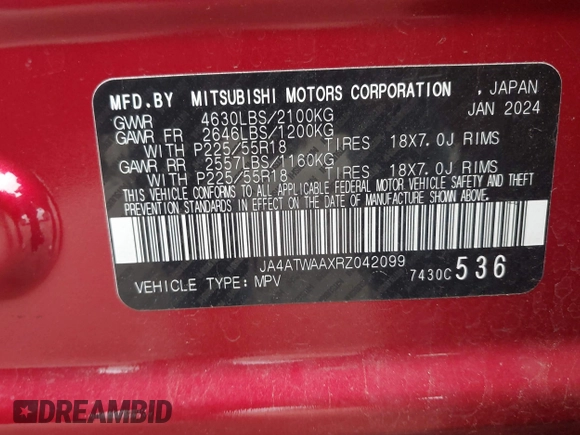 MFD.BY MITSUBISHI MOTORS CORPORATION , JAPAN
JAN 2024
GVWR 4630LBS/2100KG
GAWR FR 2646LBS/1200KG
WITH P225/55R18 TIRES 18X7.0J RIMS
GAWR RR 2557LBS/1160KG
WITH P225/55R18 TIRES 18X7.0J RIMS
THIS VEHICLE CONFORMS TO ALL APPLICABLE FEDERAL MOTOR VEHICLE SAFETY AND THEFT
PREVENTION STANDARDS IN EFFECT ON THE DATE OF MANUFACTURE SHOWN ABOVE.
JA4ATWAAXRZ042099
VEHICLE TYPE: MPV
7430C 536
DREAMBID